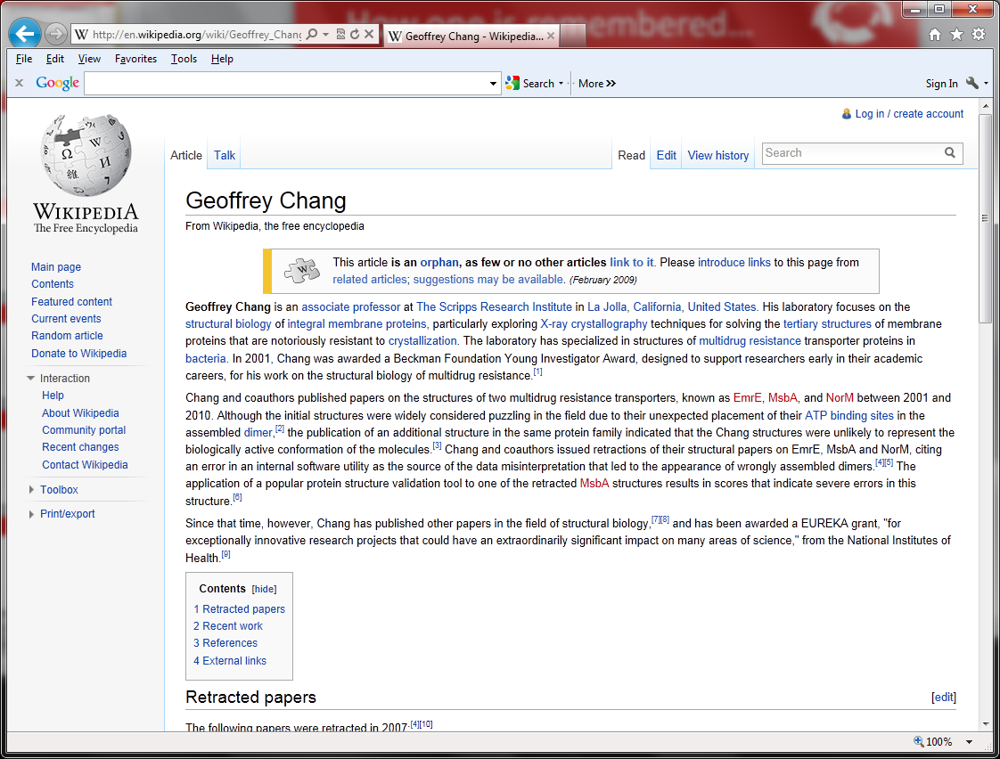 How one is remembered...
http://en.wikipedia.org/wiki/Geoffrey_Chang
Geoffrey Chang - Wikipedia...
File Edit View Favorites Tools Help
Google Search More Sign In
Log in / create account
Article Talk Read Edit View history Search
WIKIPEDIA
The Free Encyclopedia
Main page
Contents
Featured content
Current events
Random article
Donate to Wikipedia
Interaction
Help
About Wikipedia
Community portal
Recent changes
Contact Wikipedia
Toolbox
Print/export
Geoffrey Chang
From Wikipedia, the free encyclopedia
This article is an orphan, as few or no other articles link to it. Please introduce links to this page from
related articles; suggestions may be available. (February 2009)
Geoffrey Chang is an associate professor at The Scripps Research Institute in La Jolla, California, United States. His laboratory focuses on the
structural biology of integral membrane proteins, particularly exploring X-ray crystallography techniques for solving the tertiary structures of membrane
proteins that are notoriously resistant to crystallization. The laboratory has specialized in structures of multidrug resistance transporter proteins in
bacteria. In 2001, Chang was awarded a Beckman Foundation Young Investigator Award, designed to support researchers early in their academic
careers, for his work on the structural biology of multidrug resistance.[1]
Chang and coauthors published papers on the structures of two multidrug resistance transporters, known as EmrE, MsbA, and NorM between 2001 and
2010. Although the initial structures were widely considered puzzling in the field due to their unexpected placement of their ATP binding sites in the
assembled dimer,[2] the publication of an additional structure in the same protein family indicated that the Chang structures were unlikely to represent the
biologically active conformation of the molecules.[3] Chang and coauthors issued retractions of their structural papers on EmrE, MsbA and NorM, citing
an error in an internal software utility as the source of the data misinterpretation that led to the appearance of wrongly assembled dimers.[4][5] The
application of a popular protein structure validation tool to one of the retracted MsbA structures results in scores that indicate severe errors in this
structure.[6]
Since that time, however, Chang has published other papers in the field of structural biology,[7][8] and has been awarded a EUREKA grant, "for
exceptionally innovative research projects that could have an extraordinarily significant impact on many areas of science," from the National Institutes of
Health.[9]
Contents [hide]
1 Retracted papers
2 Recent work
3 References
4 External links
Retracted papers [edit]
The following papers were retracted in 2007:[4][10]
100%